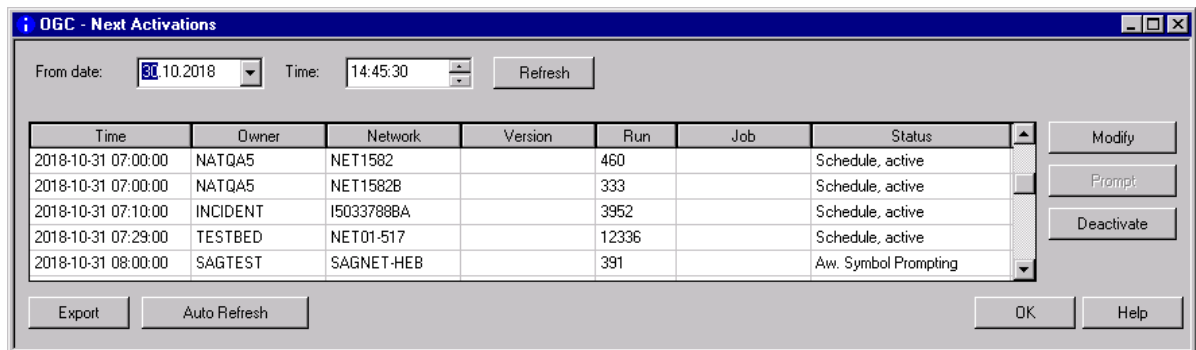 OGC - Next Activations
From date: 30.10.2018 Time: 14:45:30 Refresh
Time Owner Network Version Run Job Status
2018-10-31 07:00:00 NATQA5 NET1582 460 Schedule, active
2018-10-31 07:00:00 NATQA5 NET1582B 333 Schedule, active
2018-10-31 07:10:00 INCIDENT I5033788BA 3952 Schedule, active
2018-10-31 07:29:00 TESTBED NET01-517 12336 Schedule, active
2018-10-31 08:00:00 SAGTEST SAGNET-HEB 391 Aw. Symbol Prompting
Modify
Prompt
Deactivate
Export Auto Refresh OK Help